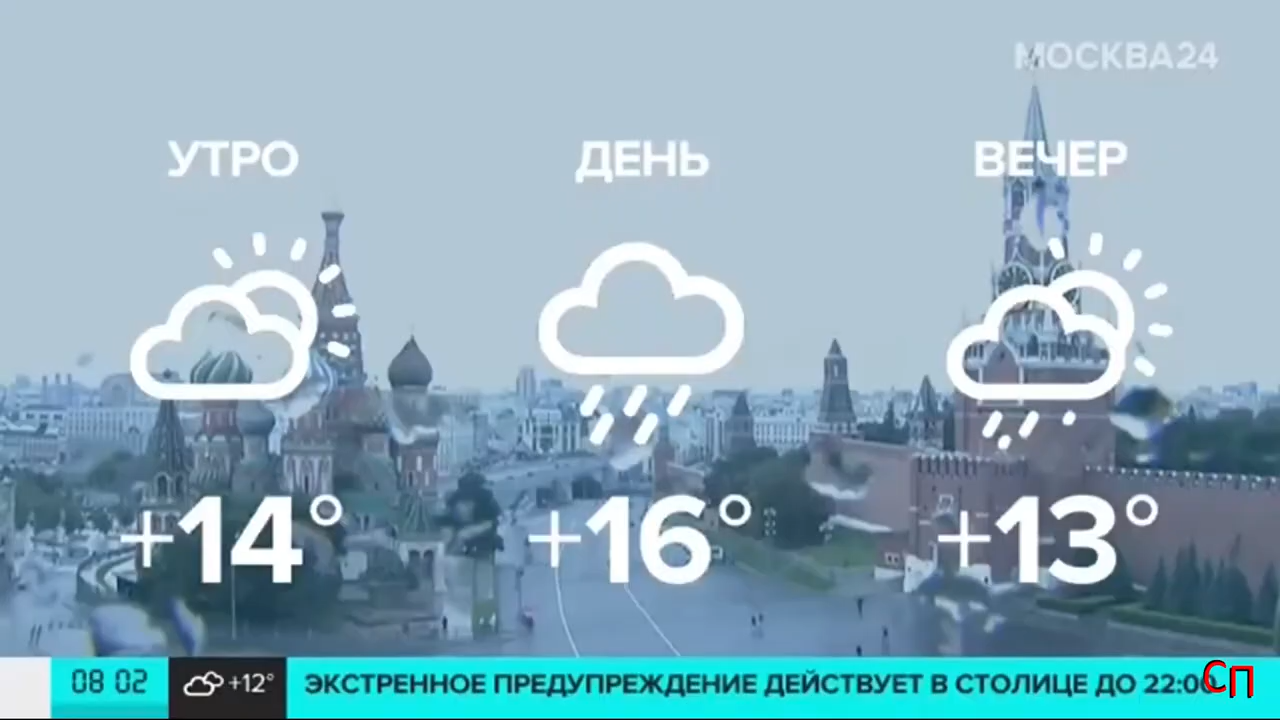 МОСКВА24
УТРО ДЕНЬ ВЕЧЕР
+14° +16° +13°
08 02 +12° ЭКСТРЕННОЕ ПРЕДУПРЕЖДЕНИЕ ДЕЙСТВУЕТ В СТОЛИЦЕ ДО 22:00
Сп